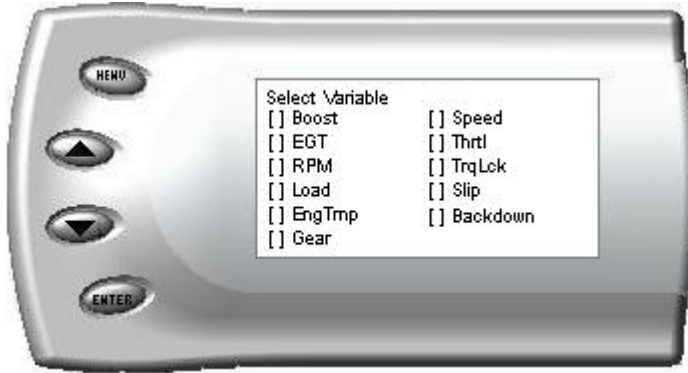 MENU
Select Variable
[ ] Boost [ ] Speed
[ ] EGT [ ] Thrtl
[ ] RPM [ ] TrqLck
[ ] Load [ ] Slip
[ ] EngTmp [ ] Backdown
[ ] Gear
ENTER